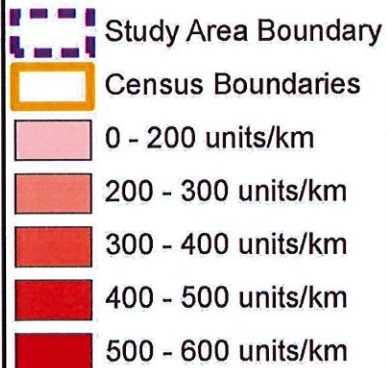 Study Area Boundary
Census Boundaries
0 - 200 units/km
200 - 300 units/km
300 - 400 units/km
400 - 500 units/km
500 - 600 units/km